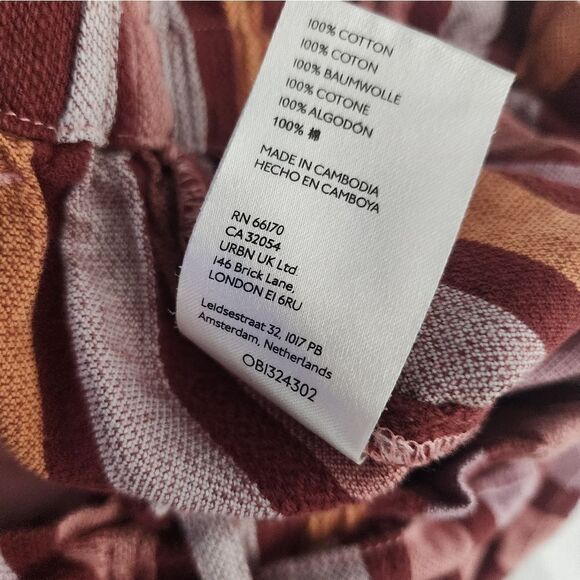 100% COTTON
100% COTON
100% BAUMWOLLE
100% COTONE
100% ALGODÓN
100% 棉
MADE IN CAMBODIA
HECHO EN CAMBOYA
RN 66170
CA 32054
URBN UK Ltd
146 Brick Lane,
LONDON E1 6RU
Leidsestraat 32, 1017 PB
Amsterdam, Netherlands
OB1324302